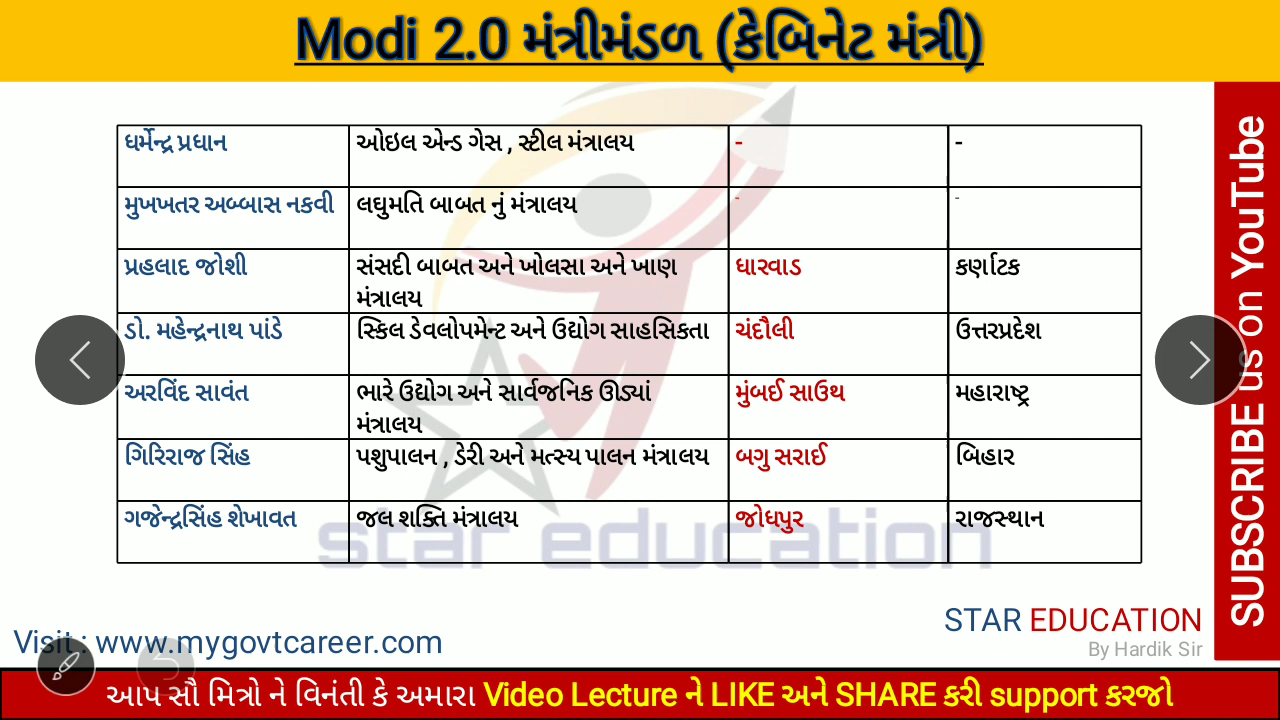 Modi 2.0 મંત્રીમંડળ (કેબિનેટ મંત્રી)
ધર્મેન્દ્ર પ્રધાન ઓઇલ એન્ડ ગેસ , સ્ટીલ મંત્રાલય - -
મુખખતર અબ્બાસ નકવી લઘુમતિ બાબત નું મંત્રાલય - -
પ્રહલાદ જોશી સંસદી બાબત અને ખોલસા અને ખાણ મંત્રાલય ધારવાડ કર્ણાટક
ડો. મહેન્દ્રનાથ પાંડે સ્કિલ ડેવલોપમેન્ટ અને ઉદ્યોગ સાહસિકતા ચંદૌલી ઉત્તરપ્રદેશ
અરવિંદ સાવંત ભારે ઉદ્યોગ અને સાર્વજનિક ઊડ્યાં મંત્રાલય મુંબઈ સાઉથ મહારાષ્ટ્ર
ગિરિરાજ સિંહ પશુપાલન , ડેરી અને મત્સ્ય પાલન મંત્રાલય બગુ સરાઈ બિહાર
ગજેન્દ્રસિંહ શેખાવત જલ શક્તિ મંત્રાલય જોધપુર રાજસ્થાન
star education
SUBSCRIBE us on YouTube
STAR EDUCATION
By Hardik Sir
Visit : www.mygovtcareer.com
આપ સૌ મિત્રો ને વિનંતી કે અમારા Video Lecture ને LIKE અને SHARE કરી support કરજો